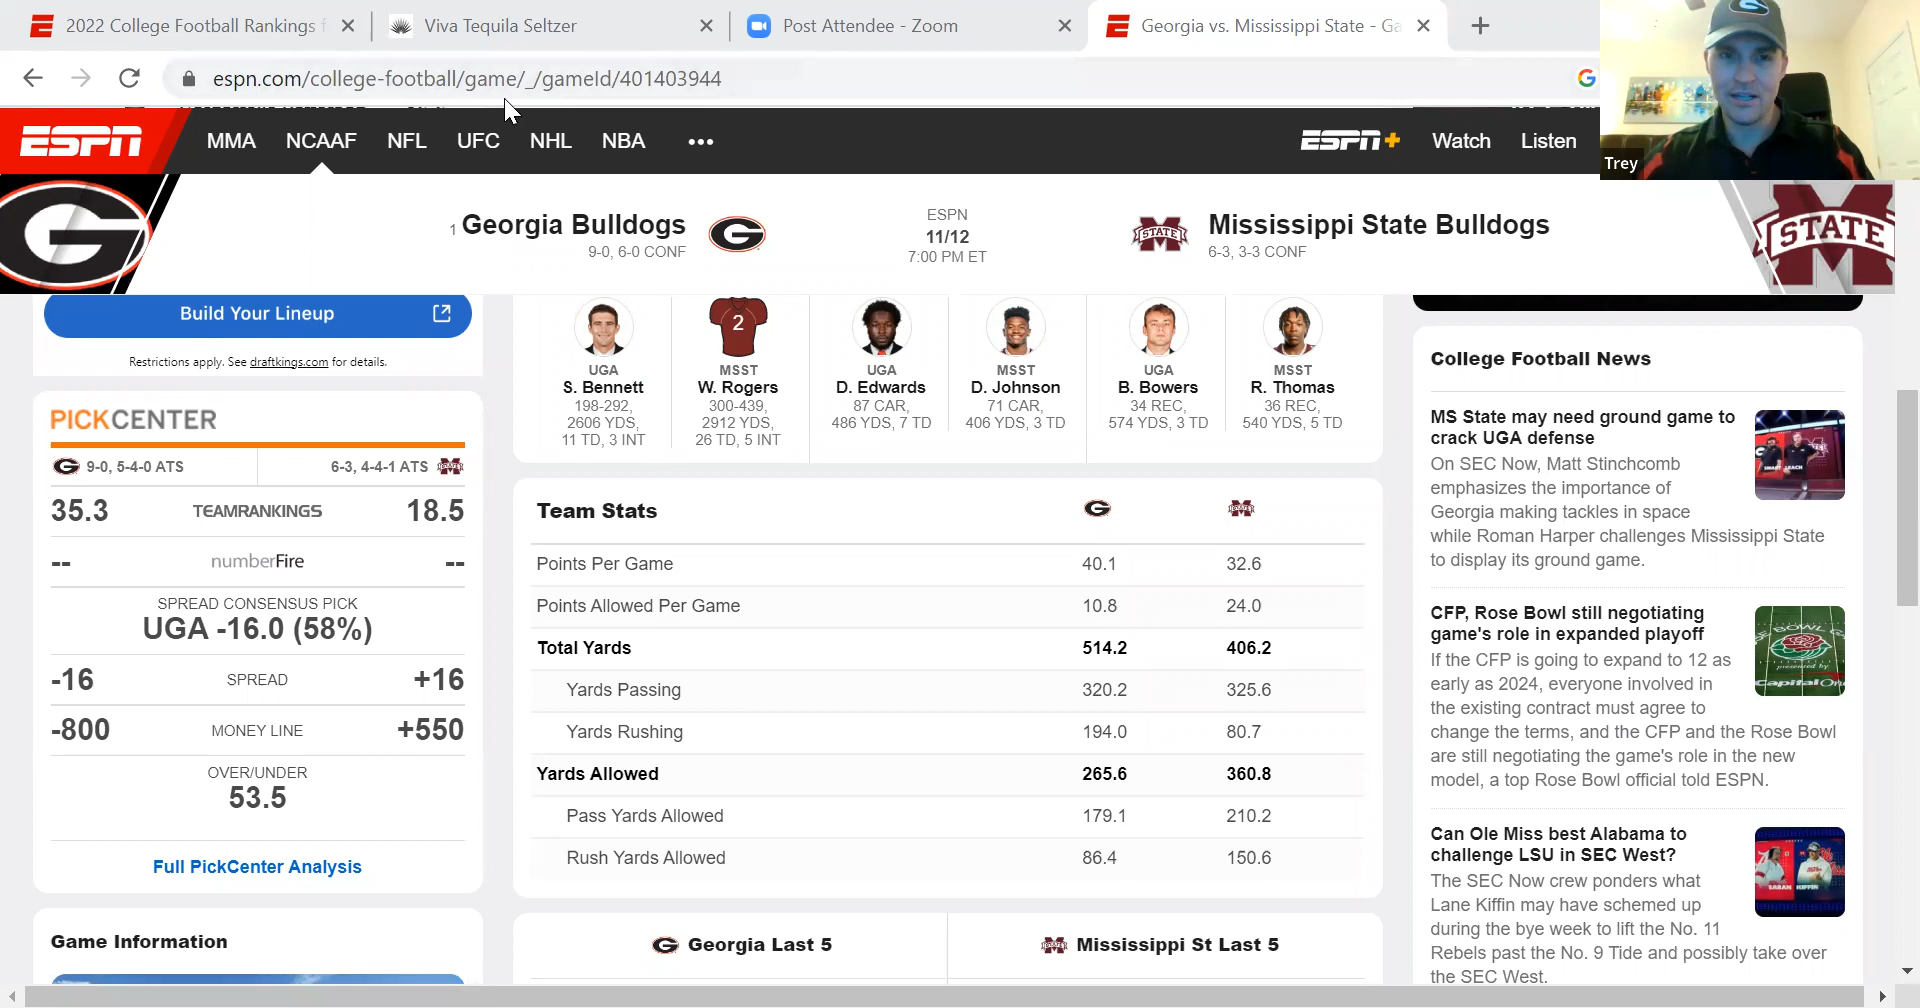 2022 College Football Rankings f
Viva Tequila Seltzer
Post Attendee - Zoom
Georgia vs. Mississippi State - Ga
espn.com/college-football/game/_/gameId/401403944
Trey
ESPN
MMA
NCAAF
NFL
UFC
NHL
NBA
ESPN+
Watch
Listen
1 Georgia Bulldogs
9-0, 6-0 CONF
ESPN
11/12
7:00 PM ET
Mississippi State Bulldogs
6-3, 3-3 CONF
STATE
STATE
Build Your Lineup
Restrictions apply. See draftkings.com for details.
PICKCENTER
9-0, 5-4-0 ATS
6-3, 4-4-1 ATS
35.3 TEAMRANKINGS 18.5
-- numberFire --
SPREAD CONSENSUS PICK
UGA -16.0 (58%)
-16 SPREAD +16
-800 MONEY LINE +550
OVER/UNDER
53.5
Full PickCenter Analysis
Game Information
UGA
S. Bennett
198-292,
2606 YDS,
11 TD, 3 INT
2
MSST
W. Rogers
300-439,
2912 YDS,
26 TD, 5 INT
UGA
D. Edwards
87 CAR,
486 YDS, 7 TD
MSST
D. Johnson
71 CAR,
406 YDS, 3 TD
UGA
B. Bowers
34 REC,
574 YDS, 3 TD
MSST
R. Thomas
36 REC,
540 YDS, 5 TD
Team Stats
Points Per Game 40.1 32.6
Points Allowed Per Game 10.8 24.0
Total Yards 514.2 406.2
Yards Passing 320.2 325.6
Yards Rushing 194.0 80.7
Yards Allowed 265.6 360.8
Pass Yards Allowed 179.1 210.2
Rush Yards Allowed 86.4 150.6
Georgia Last 5
Mississippi St Last 5
College Football News
MS State may need ground game to
crack UGA defense
On SEC Now, Matt Stinchcomb
emphasizes the importance of
Georgia making tackles in space
while Roman Harper challenges Mississippi State
to display its ground game.
CFP, Rose Bowl still negotiating
game's role in expanded playoff
If the CFP is going to expand to 12 as
early as 2024, everyone involved in
the existing contract must agree to
change the terms, and the CFP and the Rose Bowl
are still negotiating the game's role in the new
model, a top Rose Bowl official told ESPN.
Can Ole Miss best Alabama to
challenge LSU in SEC West?
The SEC Now crew ponders what
Lane Kiffin may have schemed up
during the bye week to lift the No. 11
Rebels past the No. 9 Tide and possibly take over
the SEC West.